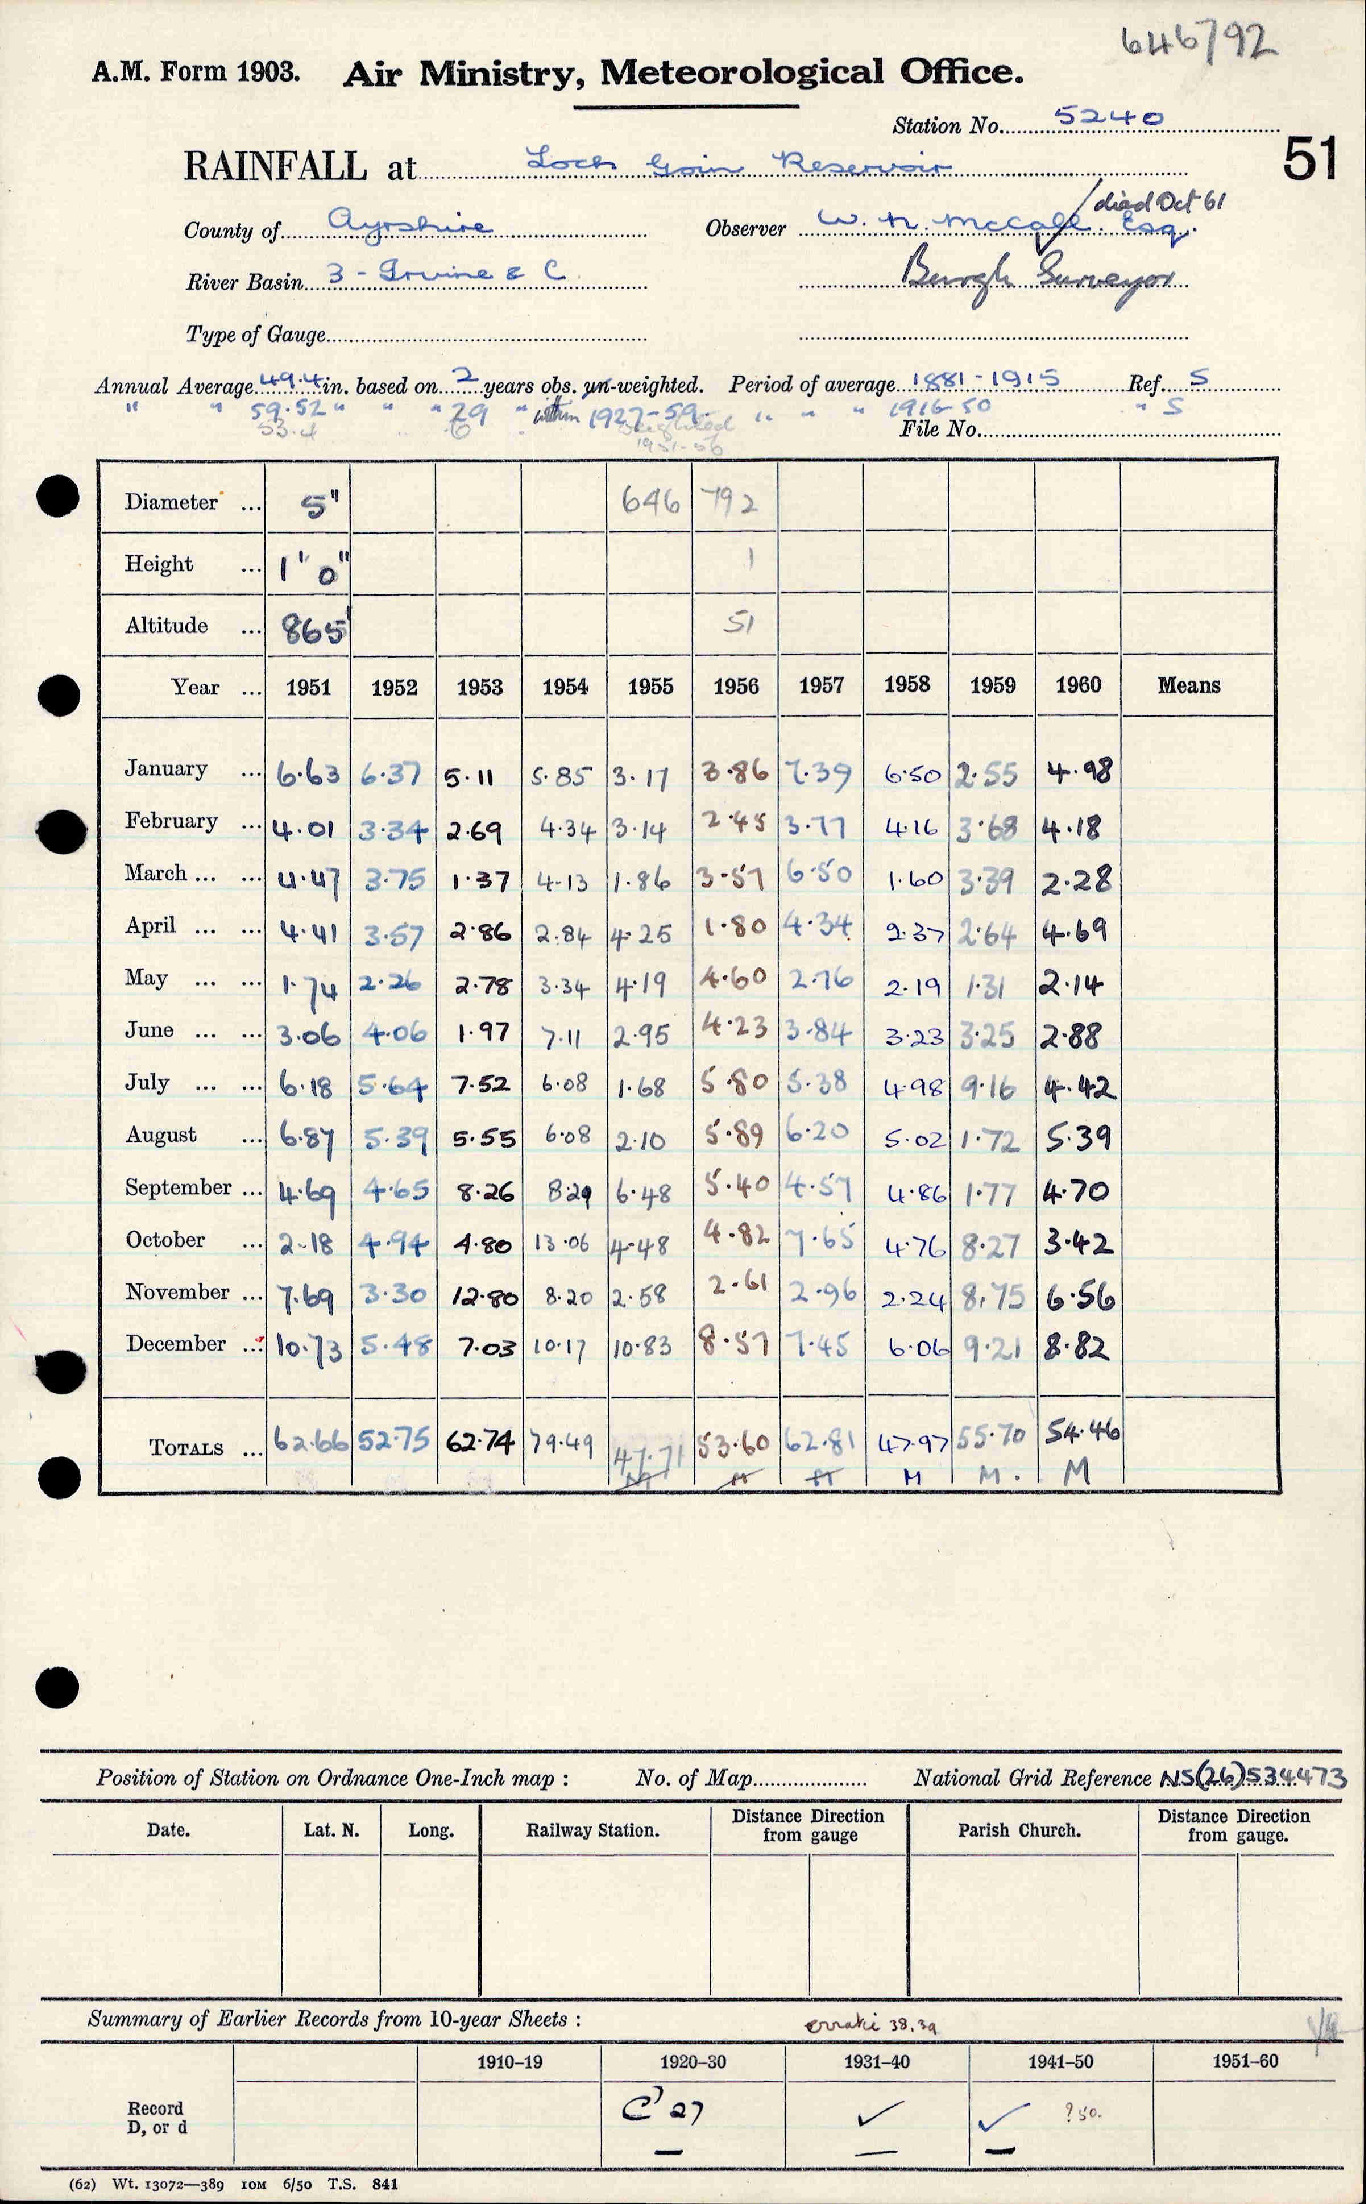 646792
A.M. Form 1903. Air Ministry, Meteorological Office.
Station No. 5240
51
RAINFALL at Loch Goin Reservoir
died Oct 61
County of Ayrshire Observer W. N. McCall. Esq.
River Basin 3 - Irvine & C. Burgh Surveyor
Type of Gauge
Annual Average 49.4 in. based on 2 years obs. un-weighted. Period of average 1881-1915 Ref. S
" " 59.52 " " " 29 " within 1927-59. " " " 1916-50 " S
53.4 6 weighted
File No.
1951-56
Diameter ... 5" 646 792
Height ... 1' 0" 1
Altitude ... 865' 51
Year ... 1951 1952 1953 1954 1955 1956 1957 1958 1959 1960 Means
January ... 6.63 6.37 5.11 5.85 3.17 3.86 7.39 6.50 2.55 4.98
February ... 4.01 3.34 2.69 4.34 3.14 2.45 3.77 4.16 3.68 4.18
March ... ... 4.47 3.75 1.37 4.13 1.86 3.57 6.50 1.60 3.39 2.28
April ... ... 4.41 3.57 2.86 2.84 4.25 1.80 4.34 2.37 2.64 4.69
May ... ... 1.74 2.26 2.78 3.34 4.19 4.60 2.76 2.19 1.31 2.14
June ... ... 3.06 4.06 1.97 7.11 2.95 4.23 3.84 3.23 3.25 2.88
July ... ... 6.18 5.64 7.52 6.08 1.68 5.80 5.38 4.98 9.16 4.42
August ... 6.87 5.39 5.55 6.08 2.10 5.89 6.20 5.02 1.72 5.39
September ... 4.69 4.65 8.26 8.29 6.48 5.40 4.57 4.86 1.77 4.70
October ... 2.18 4.94 4.80 13.06 4.48 4.82 7.65 4.76 8.27 3.42
November ... 7.69 3.30 12.80 8.20 2.58 2.61 2.96 2.24 8.75 6.56
December ... 10.73 5.48 7.03 10.17 10.83 8.57 7.45 6.06 9.21 8.82
TOTALS ... 62.66 52.75 62.74 79.49 47.71 53.60 62.81 47.97 55.70 54.46
M M M M M. M
Position of Station on Ordnance One-Inch map : No. of Map National Grid Reference NS(26)534473
Date. Lat. N. Long. Railway Station. Distance Direction from gauge Parish Church. Distance Direction from gauge.
Summary of Earlier Records from 10-year Sheets : 38.39
1910-19 1920-30 1931-40 1941-50 1951-60
Record D, or d C' 27 ✓ ✓ ? 50.
(62) Wt. 13072—389 10M 6/50 T.S. 841